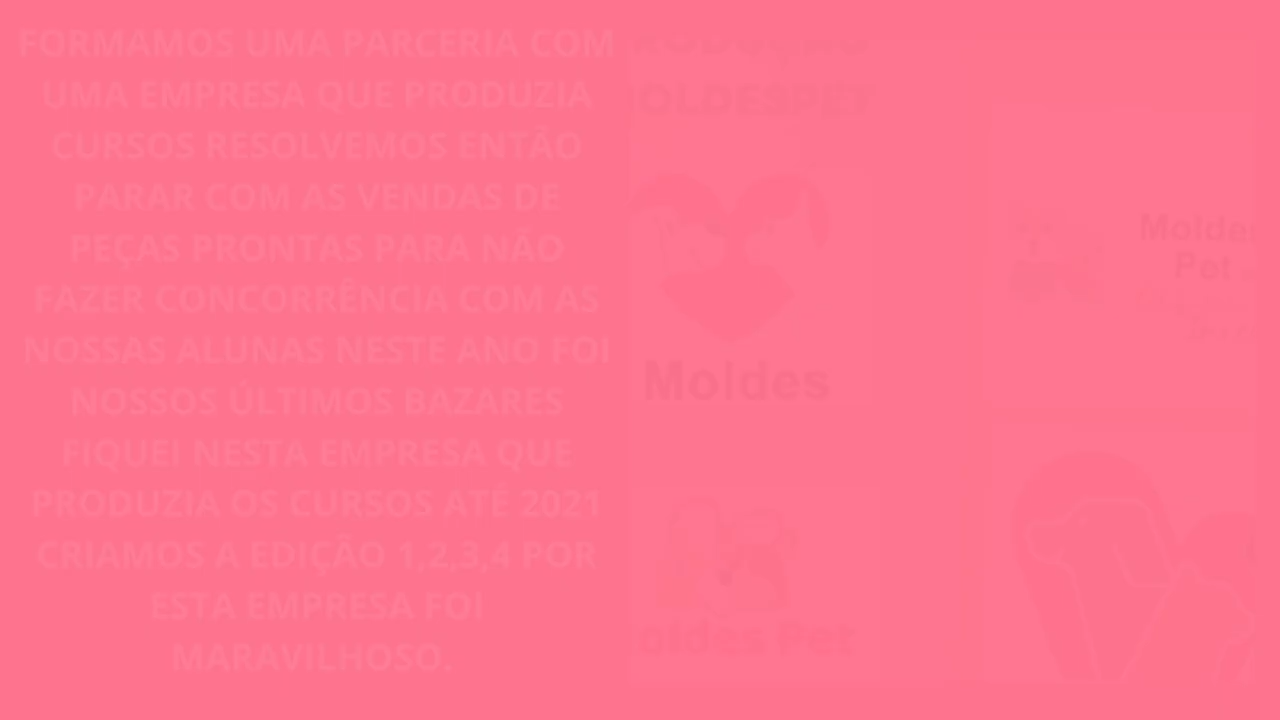 FORMAMOS UMA PARCERIA COM
UMA EMPRESA QUE PRODUZIA
CURSOS RESOLVEMOS ENTÃO
PARAR COM AS VENDAS DE
PEÇAS PRONTAS PARA NÃO
FAZER CONCORRÊNCIA COM AS
NOSSAS ALUNAS NESTE ANO FOI
NOSSOS ÚLTIMOS BAZARES
FIQUEI NESTA EMPRESA QUE
PRODUZIA OS CURSOS ATÉ 2021
CRIAMOS A EDIÇÃO 1,2,3,4 POR
ESTA EMPRESA FOI
MARAVILHOSO.
OLDESPET
Moldes
oldes Pet
Moldes
Pet